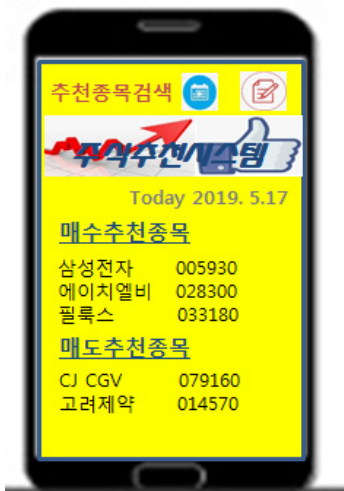 추천종목검색
주식추천시스템
Today 2019. 5.17
매수추천종목
삼성전자 005930
에이치엘비 028300
필룩스 033180
매도추천종목
CJ CGV 079160
고려제약 014570